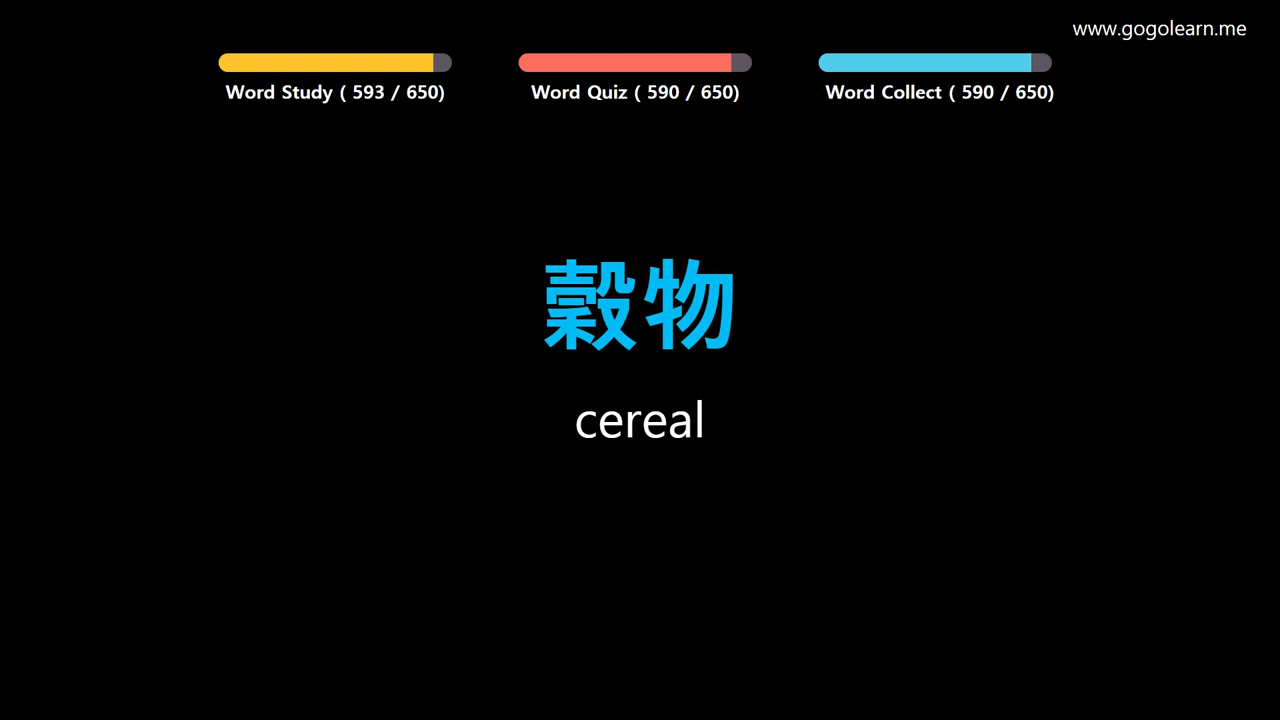 www.gogolearn.me
Word Study ( 593 / 650)
Word Quiz ( 590 / 650)
Word Collect ( 590 / 650)
穀物
cereal